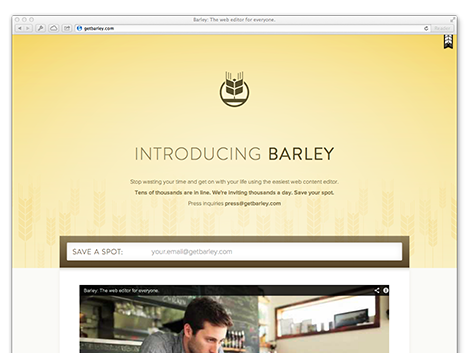 Barley: The web editor for everyone.
getbarley.com
INTRODUCING BARLEY
Stop wasting your time and get on with your life using the easiest web content editor.
Tens of thousands are in line. We're inviting thousands a day. Save your spot.
Press inquiries press@getbarley.com
SAVE A SPOT: your.email@getbarley.com
Barley: The web editor for everyone.